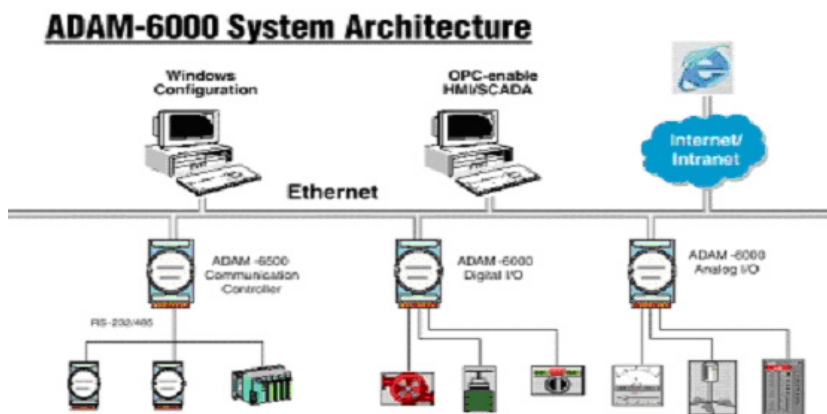 ADAM-6000 System Architecture
Windows
Configuration
OPC-enable
HMI/SCADA
Internet/
Intranet
Ethernet
ADAM -6500
Communication
Controller
ADAM -6000
Digital I/O
ADAM -6000
Analog I/O
RS-232/485